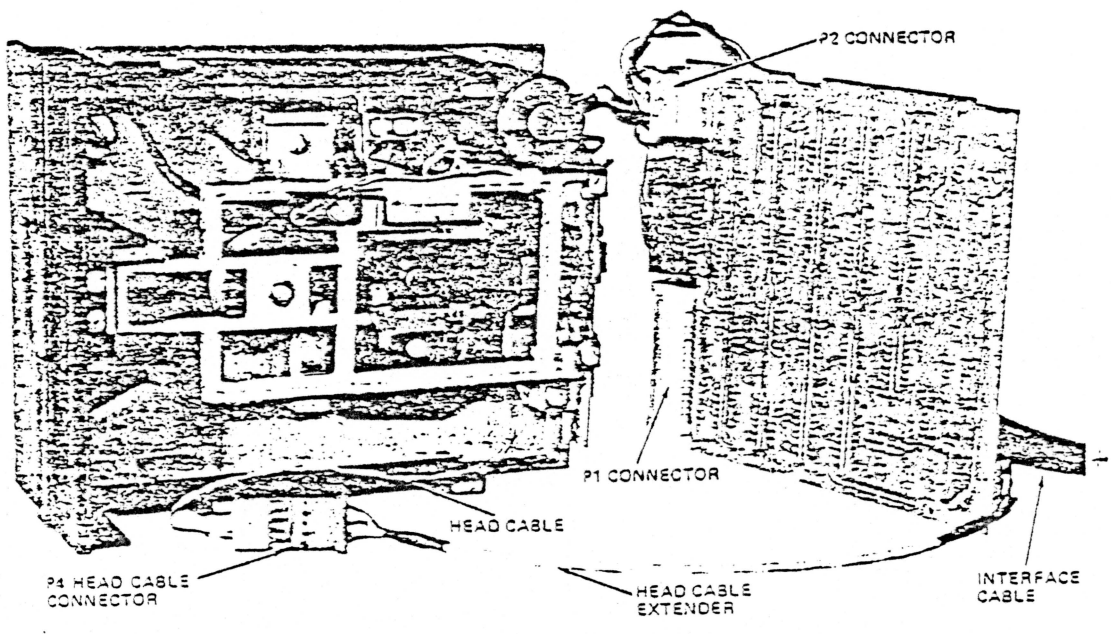 P2 CONNECTOR
P1 CONNECTOR
HEAD CABLE
P4 HEAD CABLE
CONNECTOR
HEAD CABLE
EXTENDER
INTERFACE
CABLE